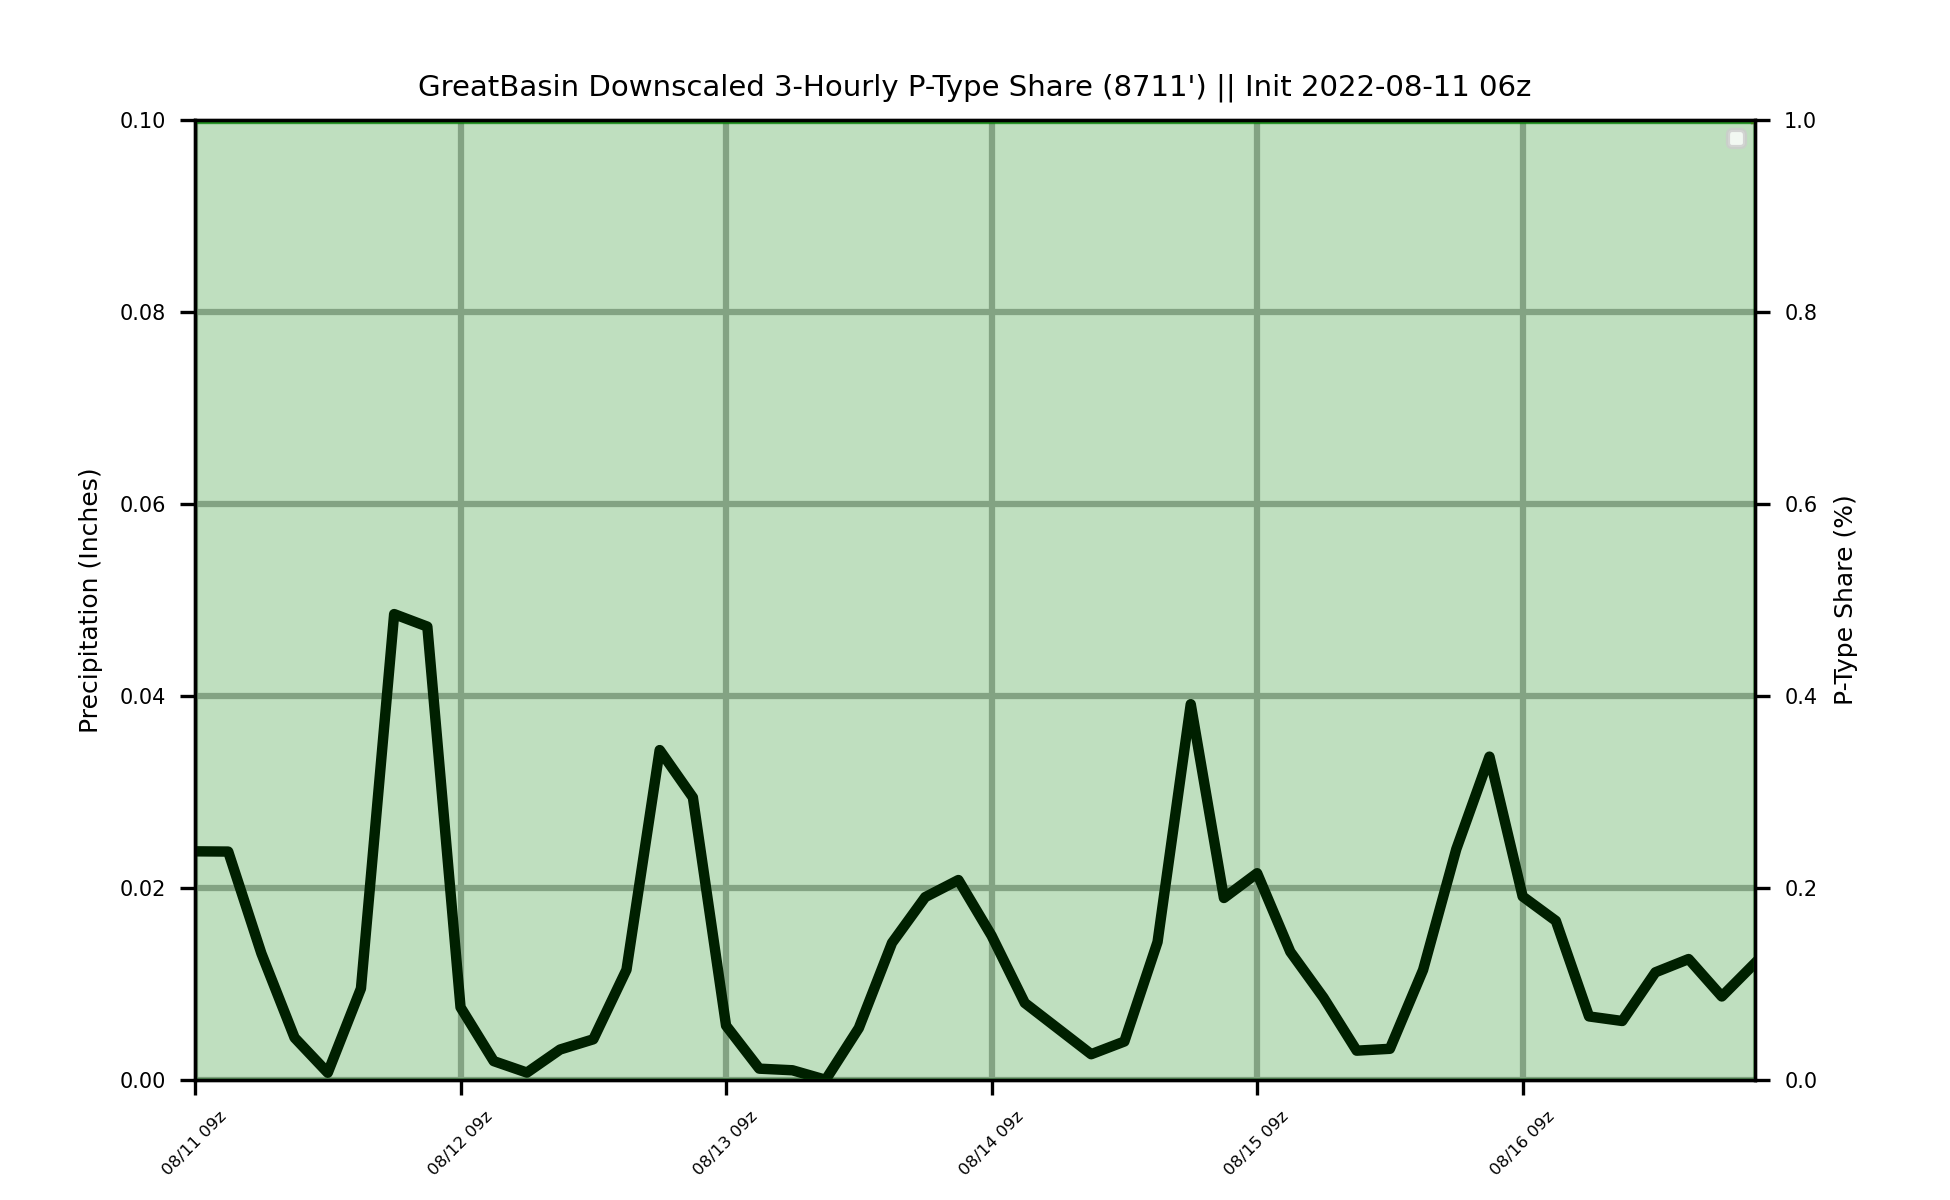 GreatBasin Downscaled 3-Hourly P-Type Share (8711') || Init 2022-08-11 06z
Precipitation (Inches)
0.10
0.08
0.06
0.04
0.02
0.00
1.0
0.8
0.6
0.4
0.2
0.0
P-Type Share (%)
08/11 09z
08/12 09z
08/13 09z
08/14 09z
08/15 09z
08/16 09z